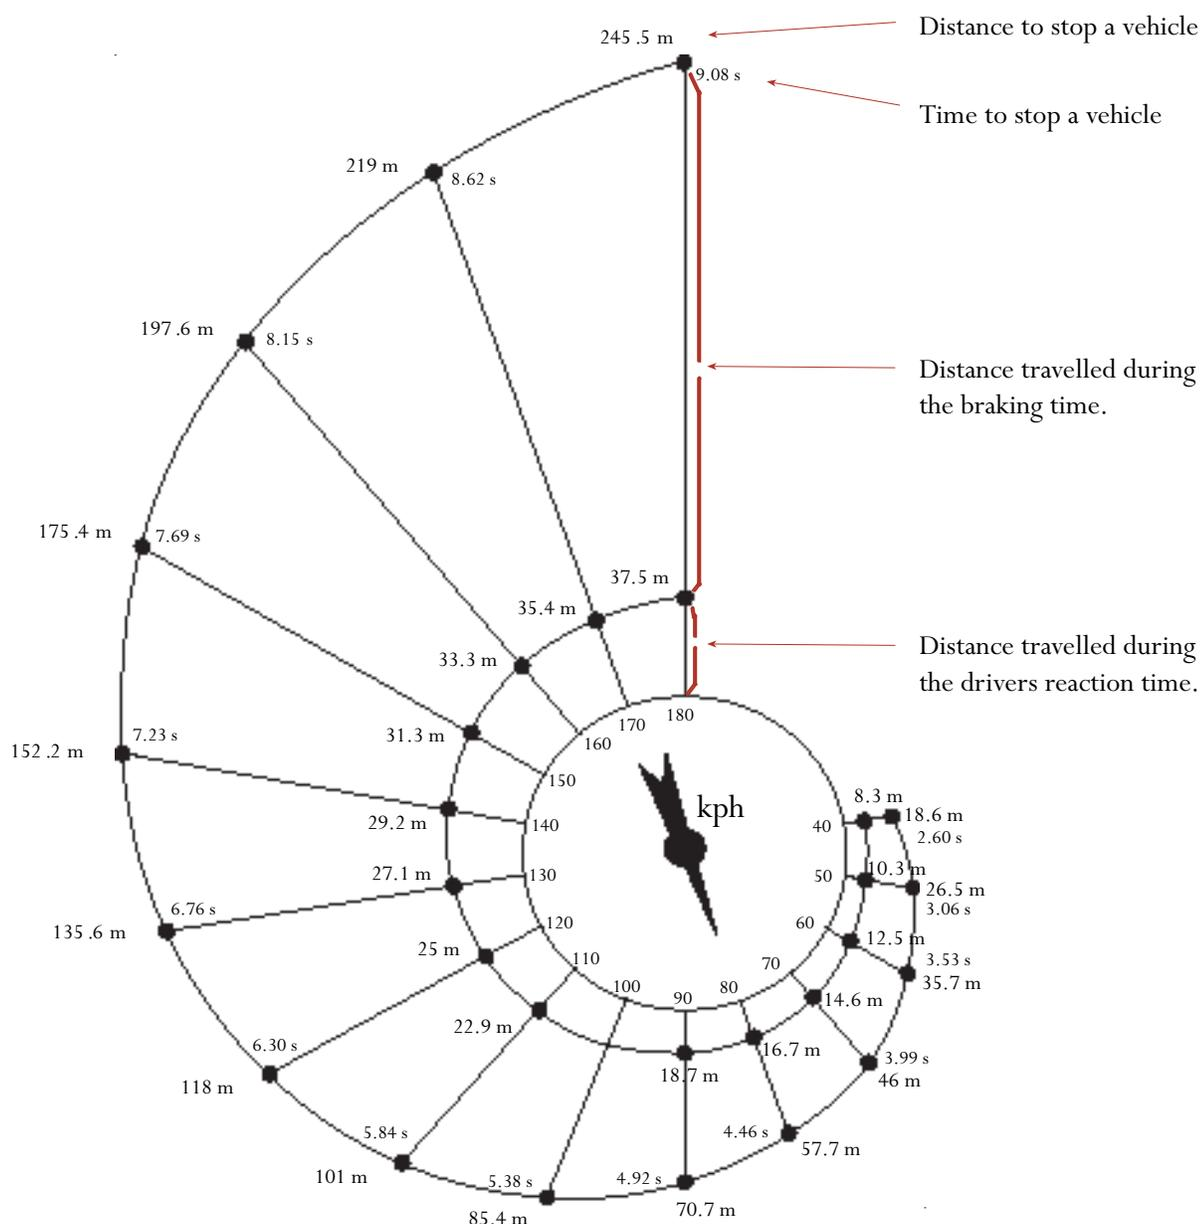 245.5 m
Distance to stop a vehicle
9.08 s
Time to stop a vehicle
219 m
8.62 s
197.6 m
8.15 s
Distance travelled during
the braking time.
175.4 m
7.69 s
37.5 m
35.4 m
33.3 m
Distance travelled during
the drivers reaction time.
31.3 m
180
170
160
152.2 m
7.23 s
150
kph
29.2 m
140
40
8.3 m
18.6 m
2.60 s
27.1 m
130
50
10.3 m
26.5 m
3.06 s
135.6 m
6.76 s
120
60
12.5 m
25 m
110
70
3.53 s
35.7 m
100
90
80
14.6 m
22.9 m
118 m
6.30 s
18.7 m
16.7 m
3.99 s
46 m
101 m
5.84 s
4.46 s
57.7 m
85.4 m
5.38 s
4.92 s
70.7 m